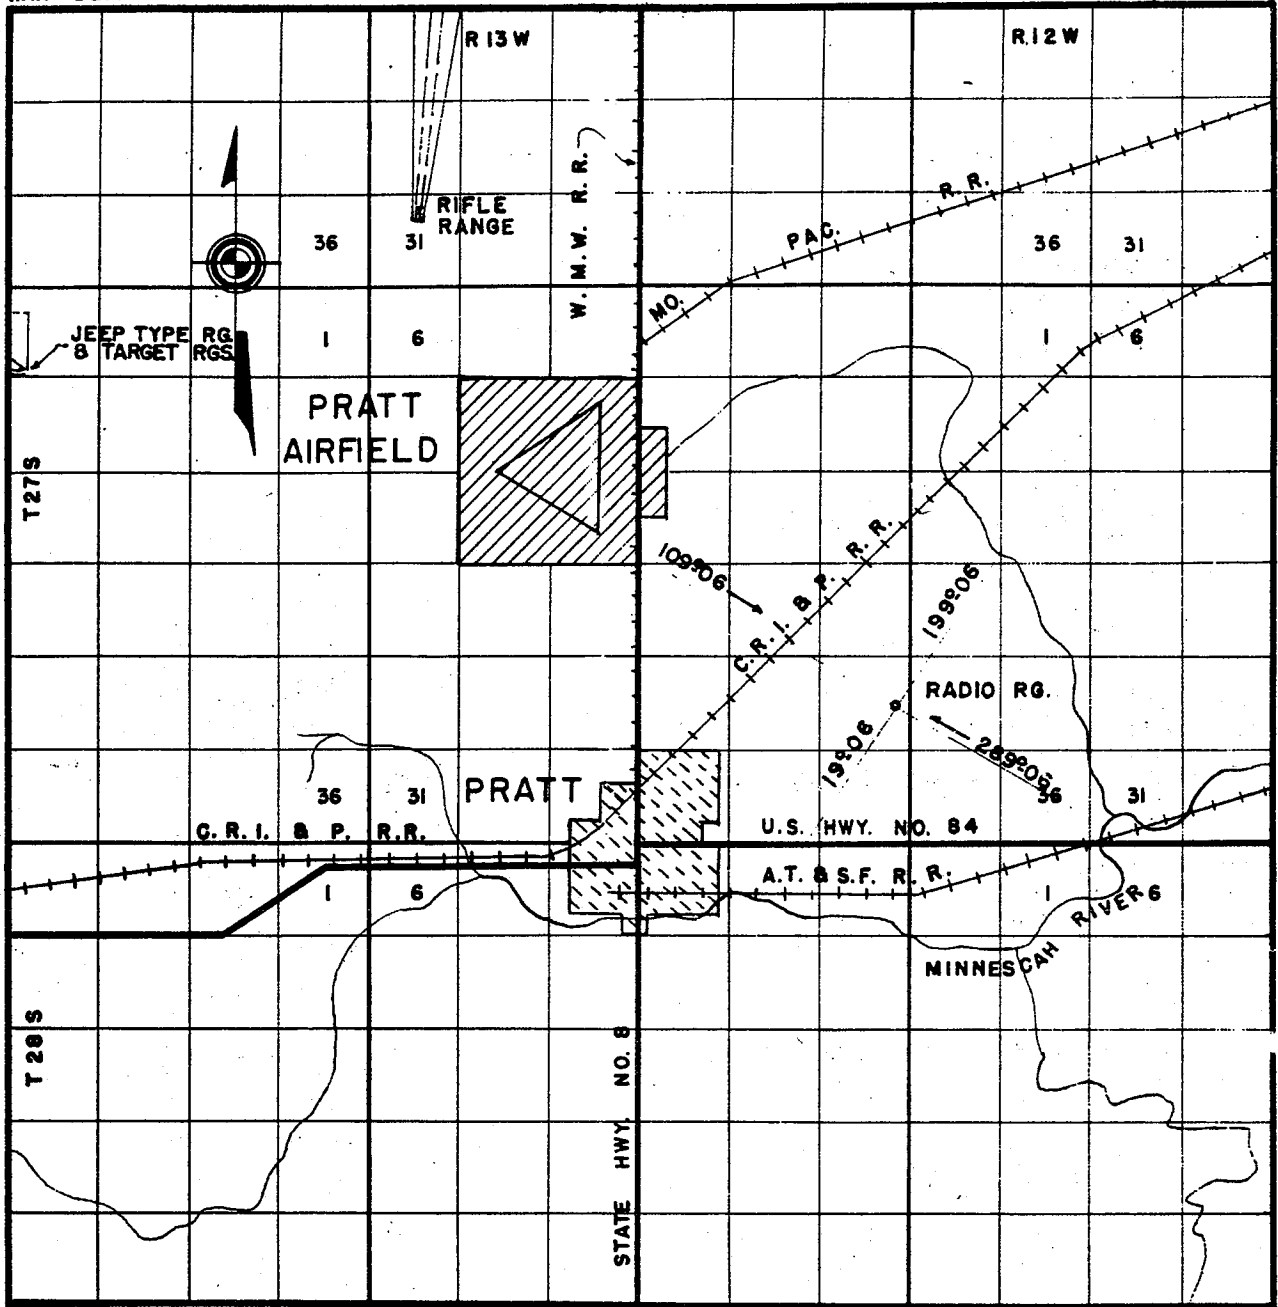 R 13 W
R. 12 W
W. M. W. R. R.
RIFLE
RANGE
MO. PAC. R. R.
36
31
36
31
JEEP TYPE RG.
& TARGET RGS.
1
6
1
6
PRATT
AIRFIELD
T 27 S
109°06
C. R. I. & P. R. R.
199°06
RADIO RG.
19°06
289°06
36
31
PRATT
36
31
C. R. I. & P. R.R.
U.S. HWY. NO. 84
1
6
A.T. & S.F. R. R.
1
6
MINNESCAH RIVER
T 28 S
STATE HWY. NO. 8